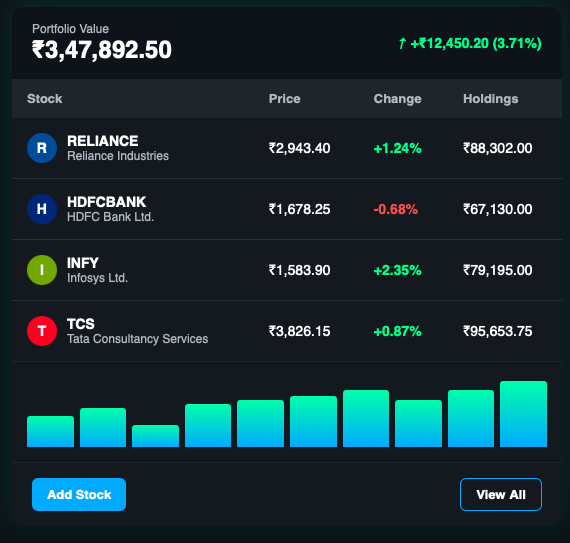 Portfolio Value
₹3,47,892.50
↑ +₹12,450.20 (3.71%)
Stock Price Change Holdings
R RELIANCE ₹2,943.40 +1.24% ₹88,302.00
Reliance Industries
H HDFCBANK ₹1,678.25 -0.68% ₹67,130.00
HDFC Bank Ltd.
I INFY ₹1,583.90 +2.35% ₹79,195.00
Infosys Ltd.
T TCS ₹3,826.15 +0.87% ₹95,653.75
Tata Consultancy Services
Add Stock View All